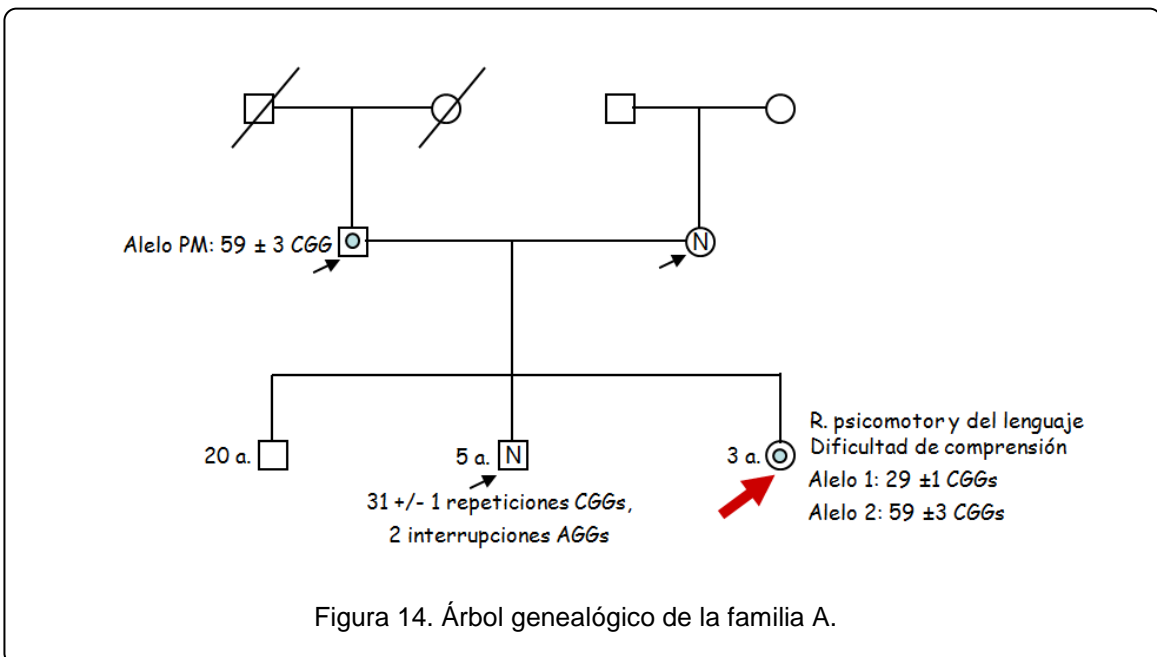 Alelo PM: 59 ± 3 CGG
N
20 a.
5 a.
N
3 a.
R. psicomotor y del lenguaje
Dificultad de comprensión
Alelo 1: 29 ±1 CGGs
Alelo 2: 59 ±3 CGGs
31 +/- 1 repeticiones CGGs,
2 interrupciones AGGs
Figura 14. Árbol genealógico de la familia A.